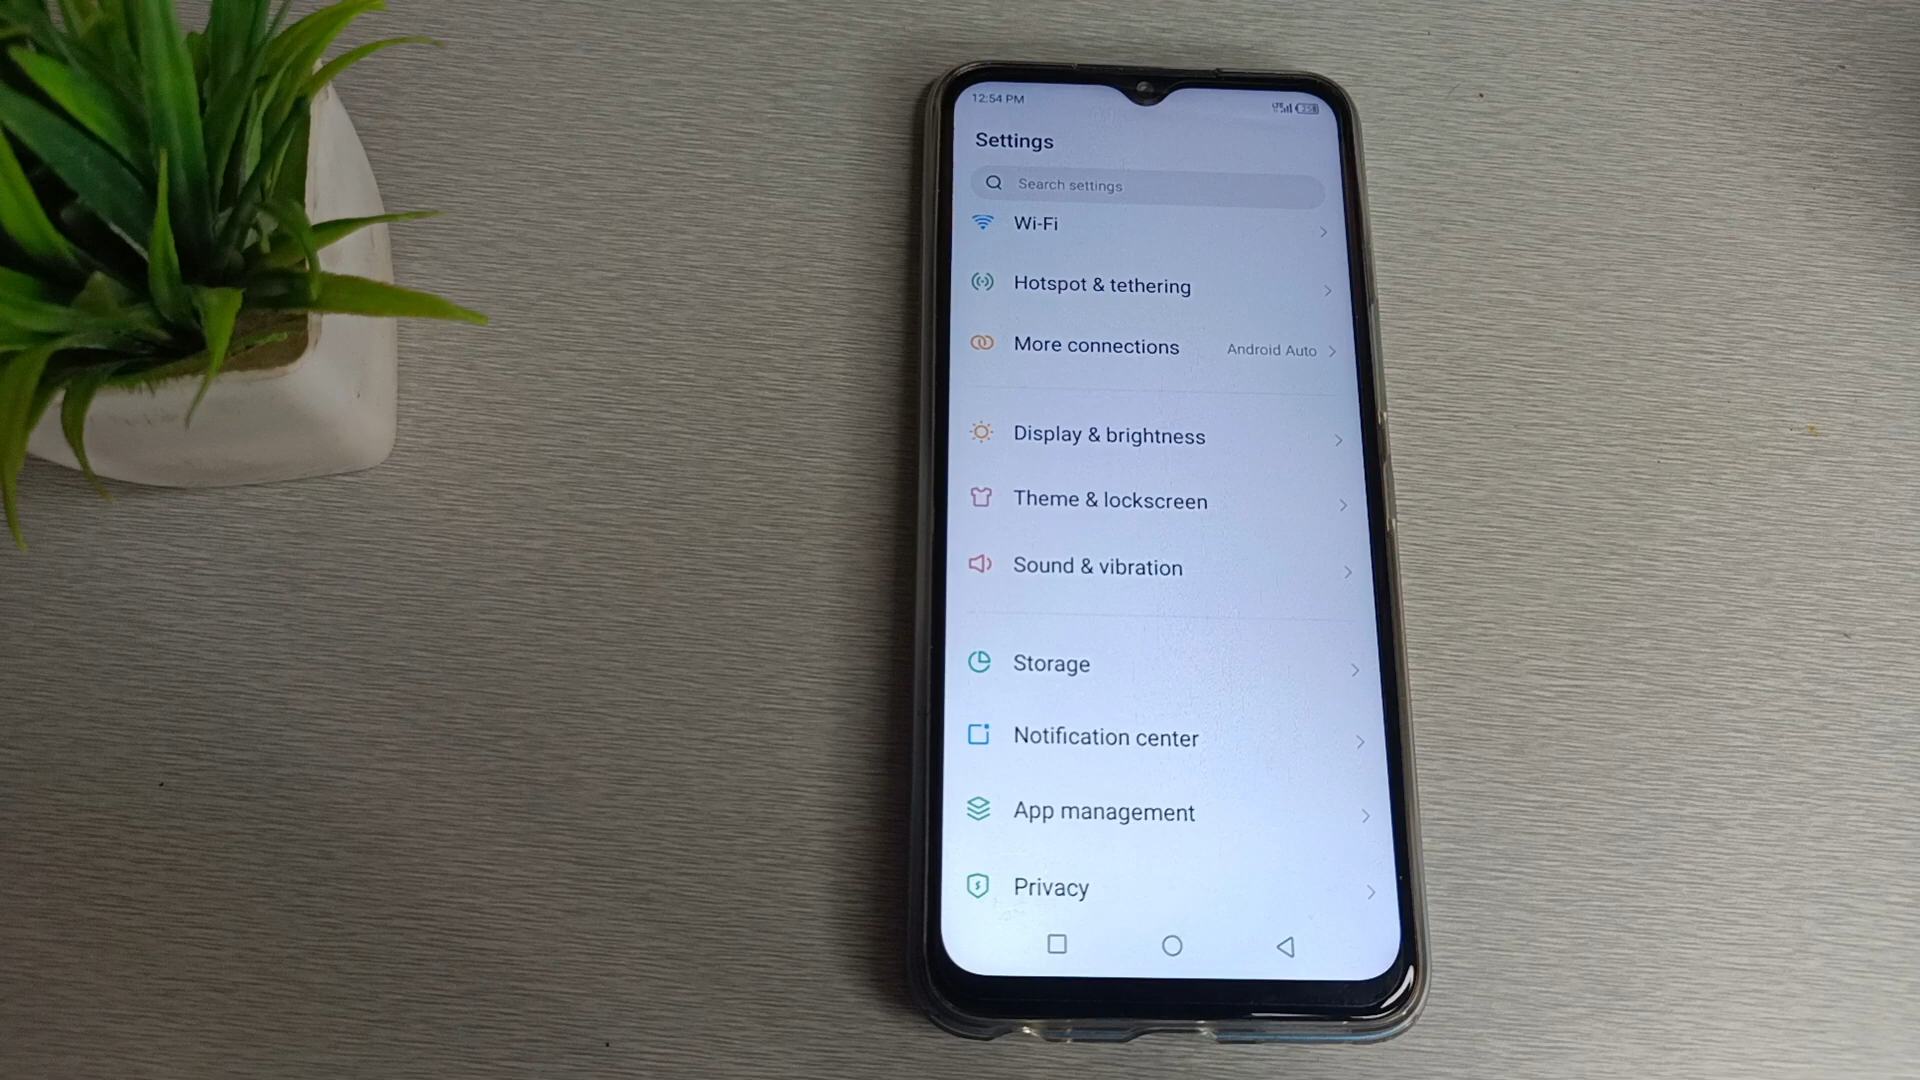 12:54 PM
Settings
Search settings
Wi-Fi
Hotspot & tethering
More connections
Android Auto
Display & brightness
Theme & lockscreen
Sound & vibration
Storage
Notification center
App management
Privacy